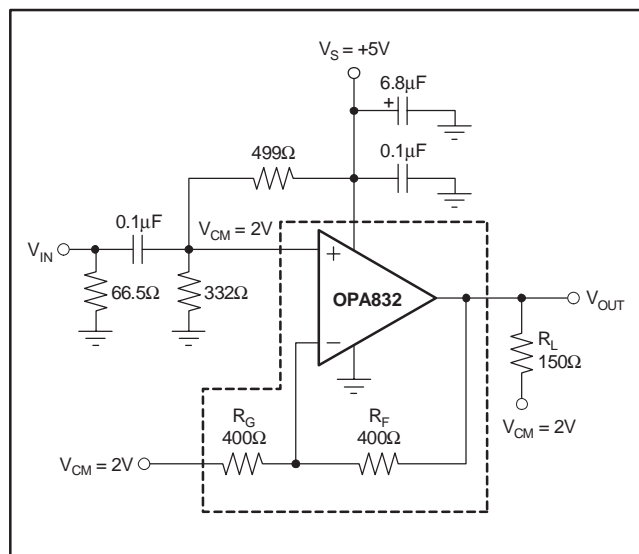 V_S = +5V
6.8µF
+
499Ω
0.1µF
0.1µF
V_CM = 2V
V_IN
+
66.5Ω
332Ω
OPA832
V_OUT
−
R_L
150Ω
R_G
400Ω
R_F
400Ω
V_CM = 2V
V_CM = 2V